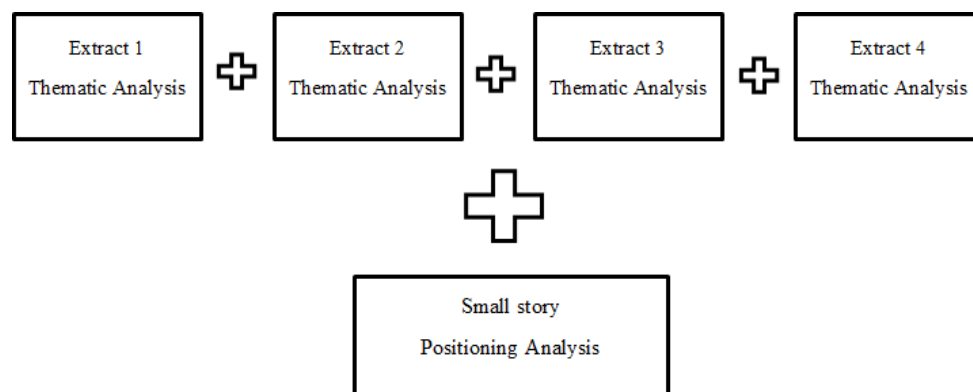 Extract 1
Thematic Analysis
Extract 2
Thematic Analysis
Extract 3
Thematic Analysis
Extract 4
Thematic Analysis
Small story
Positioning Analysis